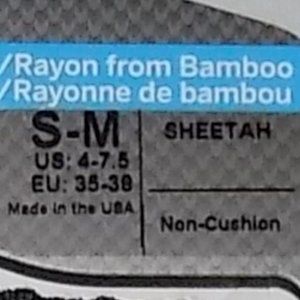 /Rayon from Bamboo
/Rayonne de bambou
S-M
SHEETAH
US: 4-7.5
EU: 35-38
Made in the USA
Non-Cushion